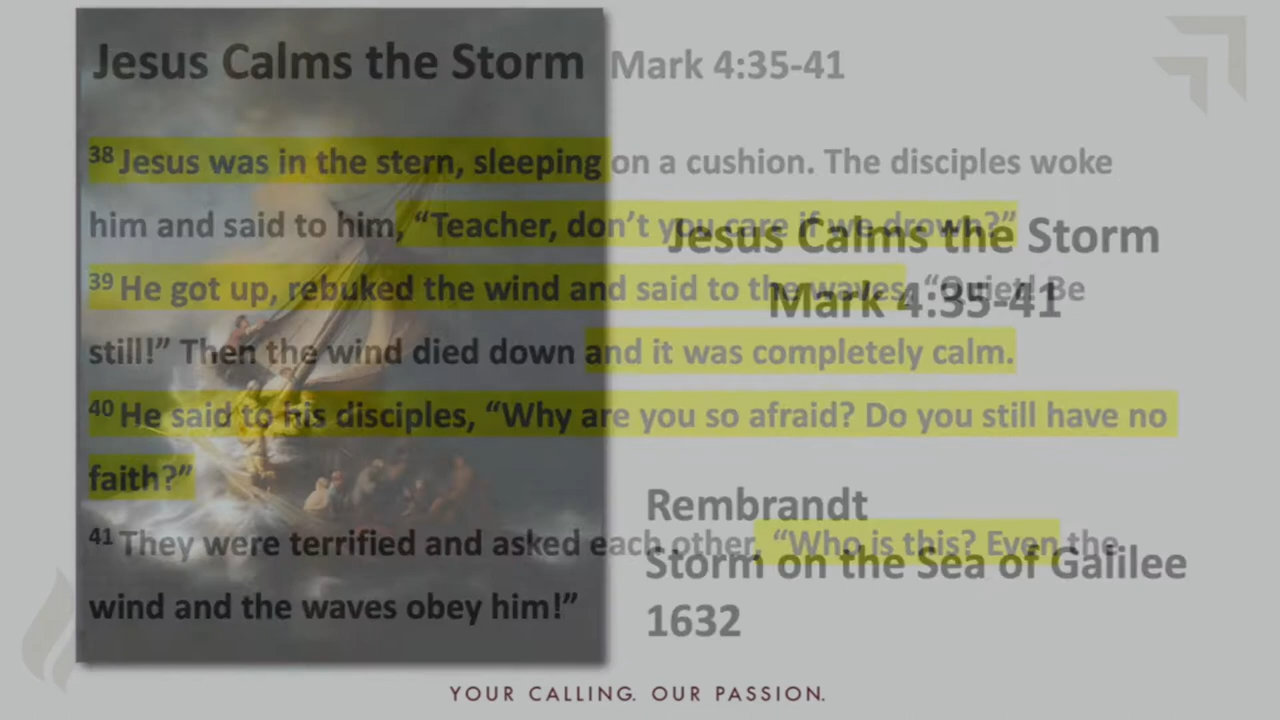 Jesus Calms the Storm Mark 4:35-41
38 Jesus was in the stern, sleeping on a cushion. The disciples woke
him and said to him, “Teacher, don’t you care if we drown?”
39 He got up, rebuked the wind and said to the waves, “Quiet! Be
still!” Then the wind died down and it was completely calm.
40 He said to his disciples, “Why are you so afraid? Do you still have no
faith?”
41 They were terrified and asked each other, “Who is this? Even the
wind and the waves obey him!”
Jesus Calms the Storm
Mark 4:35-41
Rembrandt
Storm on the Sea of Galilee
1632
YOUR CALLING. OUR PASSION.